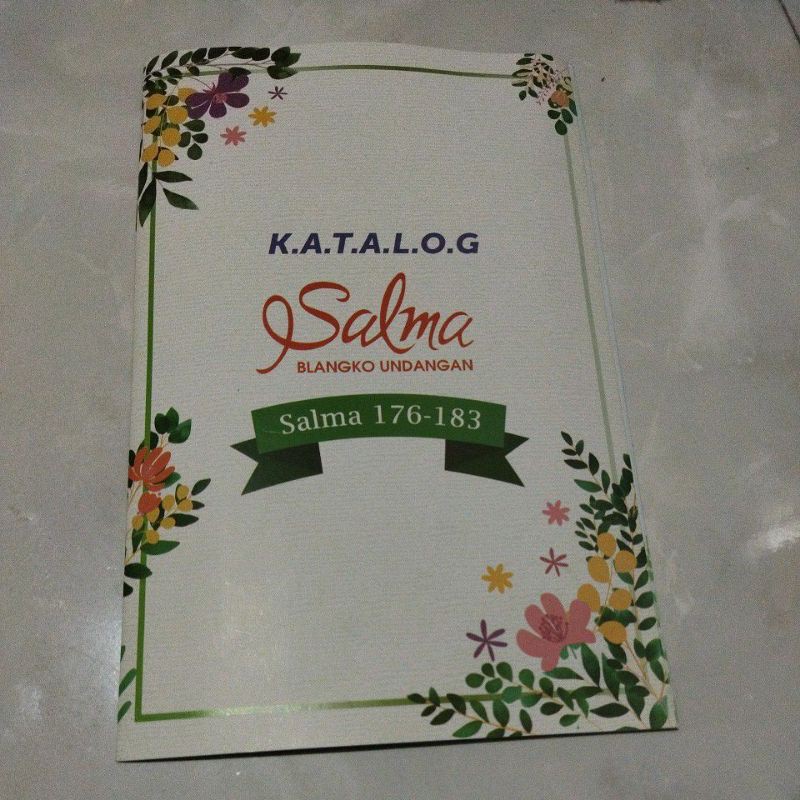 K.A.T.A.L.O.G
Salma
BLANGKO UNDANGAN
Salma 176-183